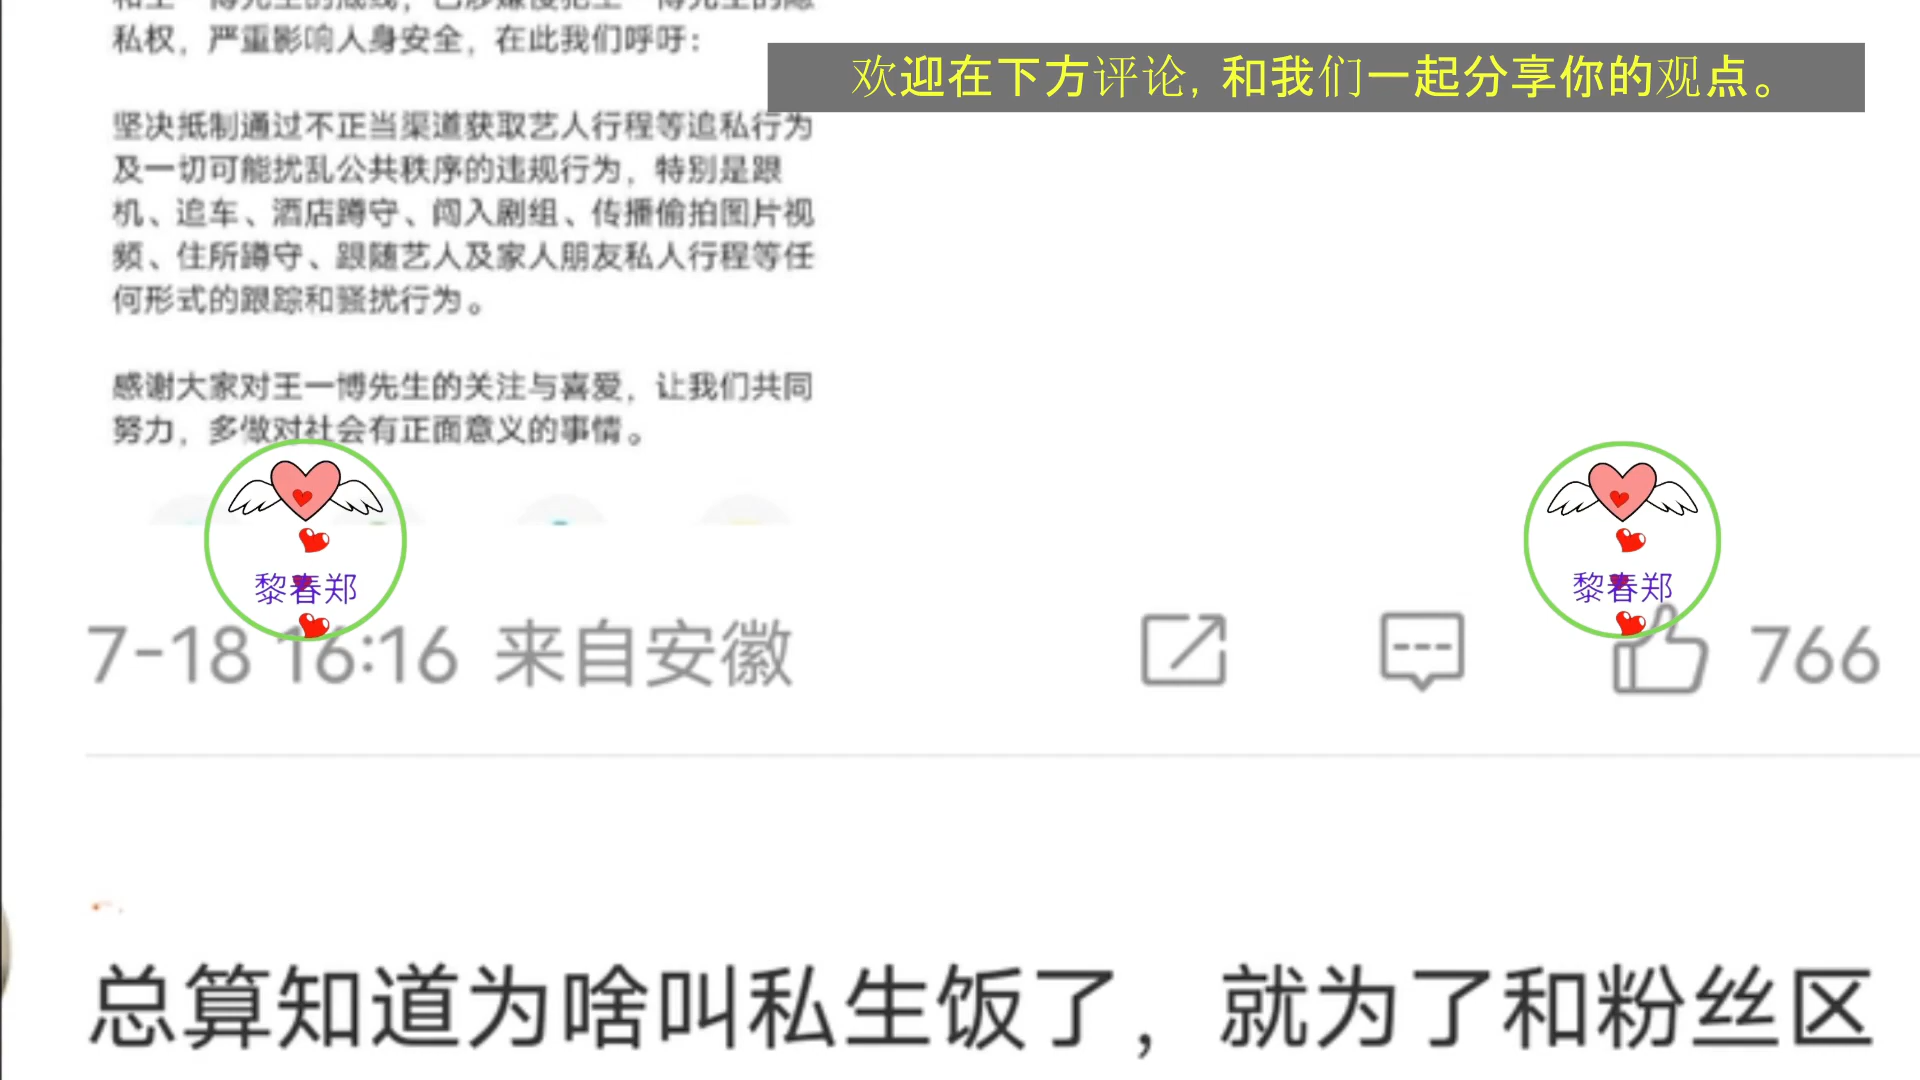 私权，严重影响人身安全，在此我们呼吁：
欢迎在下方评论, 和我们一起分享你的观点。
坚决抵制通过不正当渠道获取艺人行程等追私行为
及一切可能扰乱公共秩序的违规行为，特别是跟
机、追车、酒店蹲守、闯入剧组、传播偷拍图片视
频、住所蹲守、跟随艺人及家人朋友私人行程等任
何形式的跟踪和骚扰行为。
感谢大家对王一博先生的关注与喜爱，让我们共同
努力，多做对社会有正面意义的事情。
黎春郑
黎春郑
7-18 16:16 来自安徽
766
总算知道为啥叫私生饭了，就为了和粉丝区